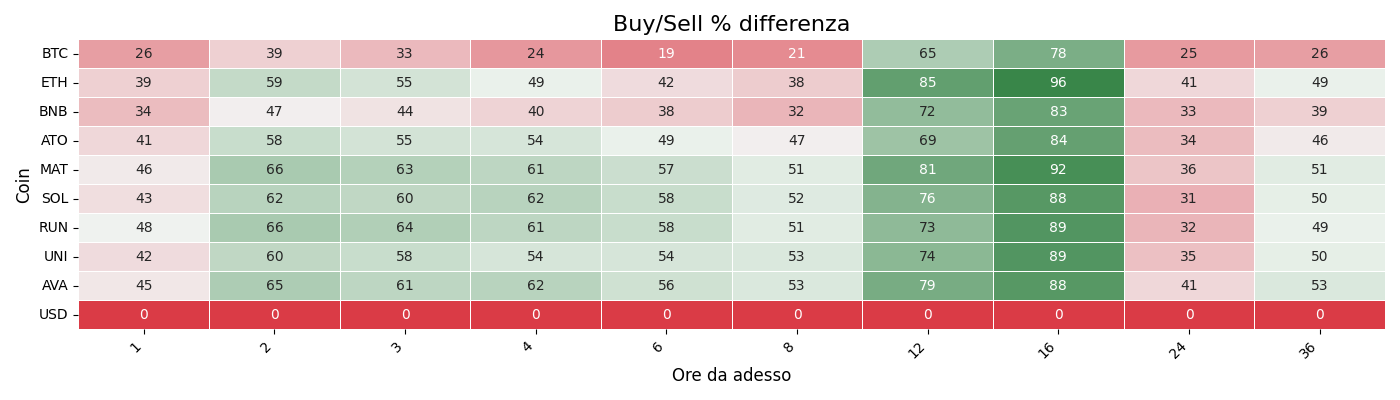 Buy/Sell % differenza
Coin
BTC 26 39 33 24 19 21 65 78 25 26
ETH 39 59 55 49 42 38 85 96 41 49
BNB 34 47 44 40 38 32 72 83 33 39
ATO 41 58 55 54 49 47 69 84 34 46
MAT 46 66 63 61 57 51 81 92 36 51
SOL 43 62 60 62 58 52 76 88 31 50
RUN 48 66 64 61 58 51 73 89 32 49
UNI 42 60 58 54 54 53 74 89 35 50
AVA 45 65 61 62 56 53 79 88 41 53
USD 0 0 0 0 0 0 0 0 0 0
1 2 3 4 6 8 12 16 24 36
Ore da adesso